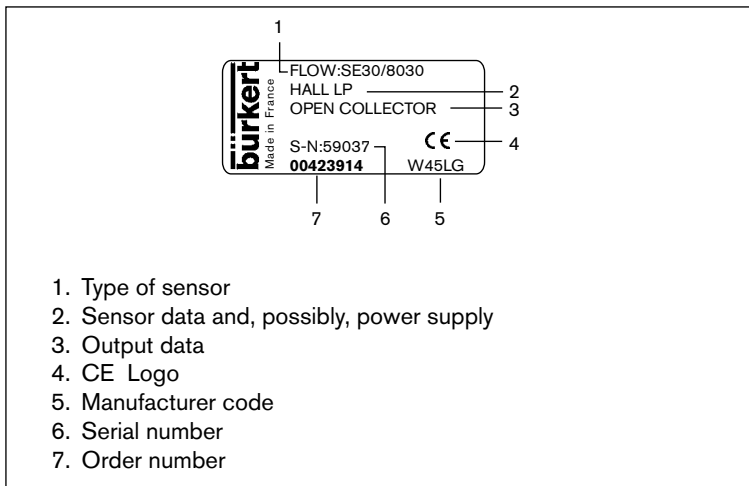 1
FLOW:SE30/8030
HALL LP
2
OPEN COLLECTOR
3
bürkert
Made in France
S-N:59037
CE
4
00423914
W45LG
7
6
5
1. Type of sensor
2. Sensor data and, possibly, power supply
3. Output data
4. CE Logo
5. Manufacturer code
6. Serial number
7. Order number